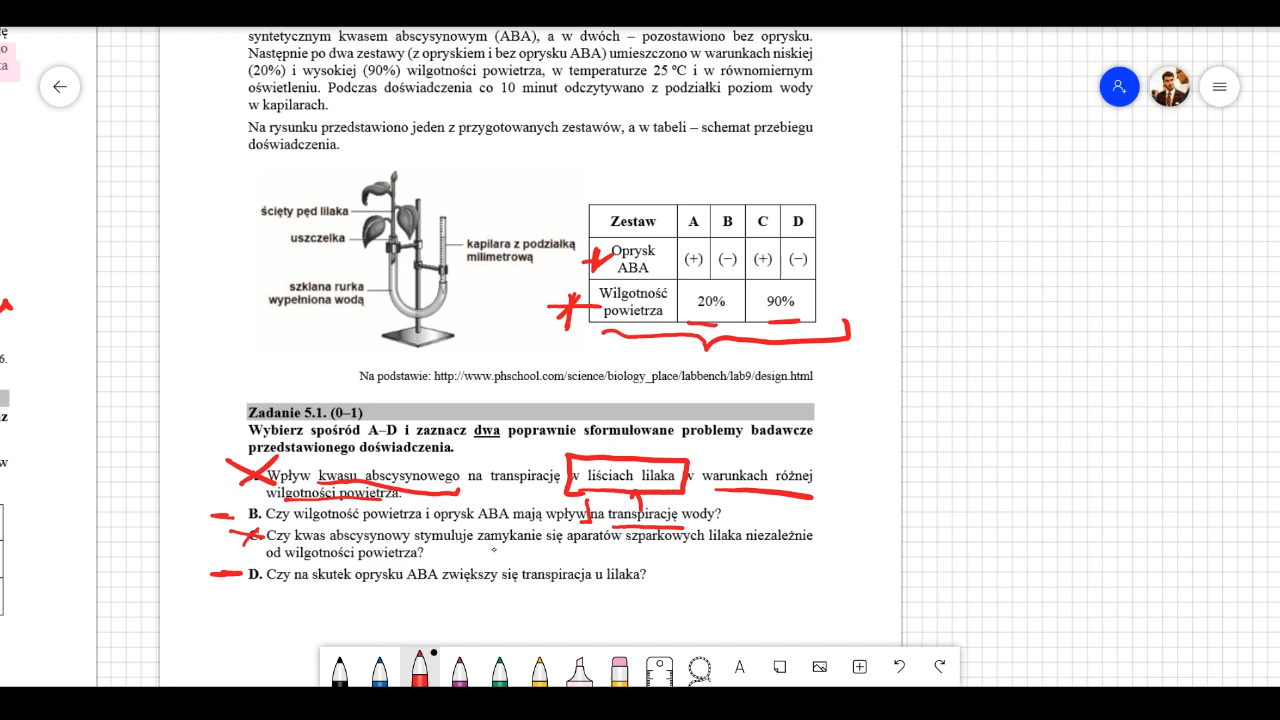 syntetycznym kwasem abscysynowym (ABA), a w dwóch – pozostawiono bez oprysku.
Następnie po dwa zestawy (z opryskiem i bez oprysku ABA) umieszczono w warunkach niskiej
(20%) i wysokiej (90%) wilgotności powietrza, w temperaturze 25 ºC i w równomiernym
oświetleniu. Podczas doświadczenia co 10 minut odczytywano z podziałki poziom wody
w kapilarach.
Na rysunku przedstawiono jeden z przygotowanych zestawów, a w tabeli – schemat przebiegu
doświadczenia.
ścięty pęd lilaka
uszczelka
kapilara z podziałką
milimetrową
szklana rurka
wypełniona wodą
Zestaw A B C D
Oprysk
ABA (+) (−) (+) (−)
Wilgotność
powietrza 20% 90%
Na podstawie: http://www.phschool.com/science/biology_place/labbench/lab9/design.html
Zadanie 5.1. (0–1)
Wybierz spośród A–D i zaznacz dwa poprawnie sformułowane problemy badawcze
przedstawionego doświadczenia.
Wpływ kwasu abscysynowego na transpirację w liściach lilaka w warunkach różnej
wilgotności powietrza.
B. Czy wilgotność powietrza i oprysk ABA mają wpływ na transpirację wody?
C. Czy kwas abscysynowy stymuluje zamykanie się aparatów szparkowych lilaka niezależnie
od wilgotności powietrza?
D. Czy na skutek oprysku ABA zwiększy się transpiracja u lilaka?